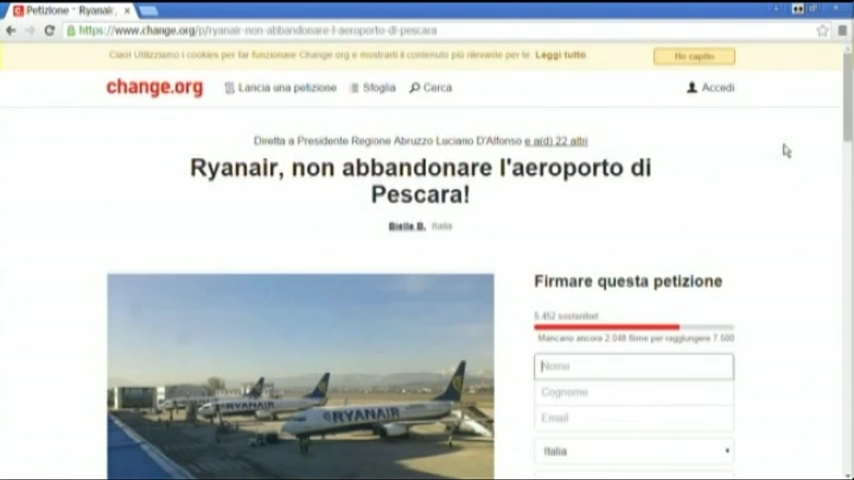 Petizione · Ryanair,
https://www.change.org/p/ryanair-non-abbandonare-l-aeroporto-di-pescara
Ciao! Utilizziamo i cookies per far funzionare Change.org e mostrarti il contenuto più rilevante per te. Leggi tutto
Ho capito
change.org
Lancia una petizione
Sfoglia
Cerca
Accedi
Diretta a Presidente Regione Abruzzo Luciano D'Alfonso e a(d) 22 altri
Ryanair, non abbandonare l'aeroporto di
Pescara!
Bielle B. Italia
Firmare questa petizione
5.452 sostenitori
Mancano ancora 2.048 firme per raggiungere 7.500
Nome
Cognome
Email
Italia
RYANAIR
RYANAIR